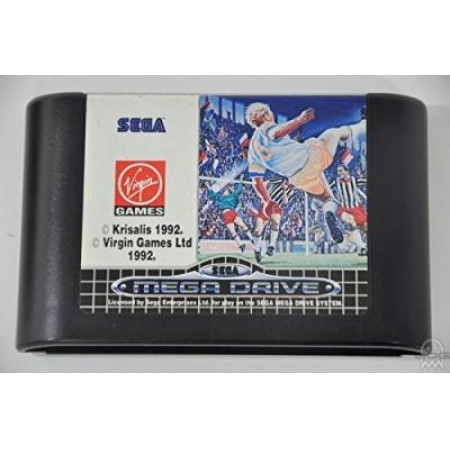 SEGA
Virgin
GAMES
© Krisalis 1992.
© Virgin Games Ltd
1992.
SEGA
MEGA DRIVE
Licensed by Sega Enterprises Ltd. for play on the SEGA MEGA DRIVE SYSTEM.